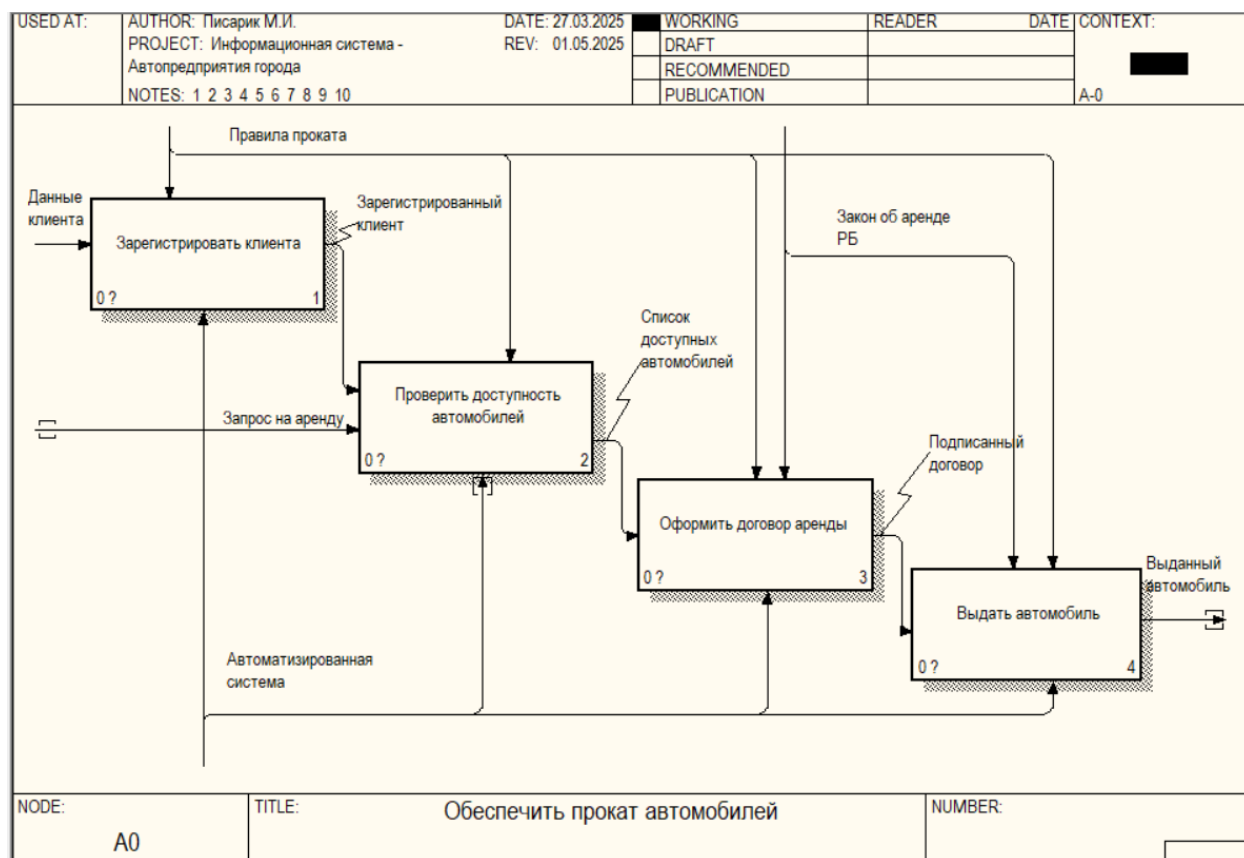 USED AT:
AUTHOR: Писарик М.И.
DATE: 27.03.2025
WORKING
READER
DATE
CONTEXT:
PROJECT: Информационная система -
REV: 01.05.2025
DRAFT
Автопредприятия города
RECOMMENDED
NOTES: 1 2 3 4 5 6 7 8 9 10
PUBLICATION
A-0
Правила проката
Данные
клиента
Зарегистрированный
клиент
Зарегистрировать клиента
0 ?
1
Закон об аренде
РБ
Список
доступных
автомобилей
Проверить доступность
автомобилей
Запрос на аренду
0 ?
2
Подписанный
договор
Оформить договор аренды
0 ?
3
Выданный
автомобиль
Выдать автомобиль
0 ?
4
Автоматизированная
система
NODE:
TITLE:
Обеспечить прокат автомобилей
NUMBER:
A0